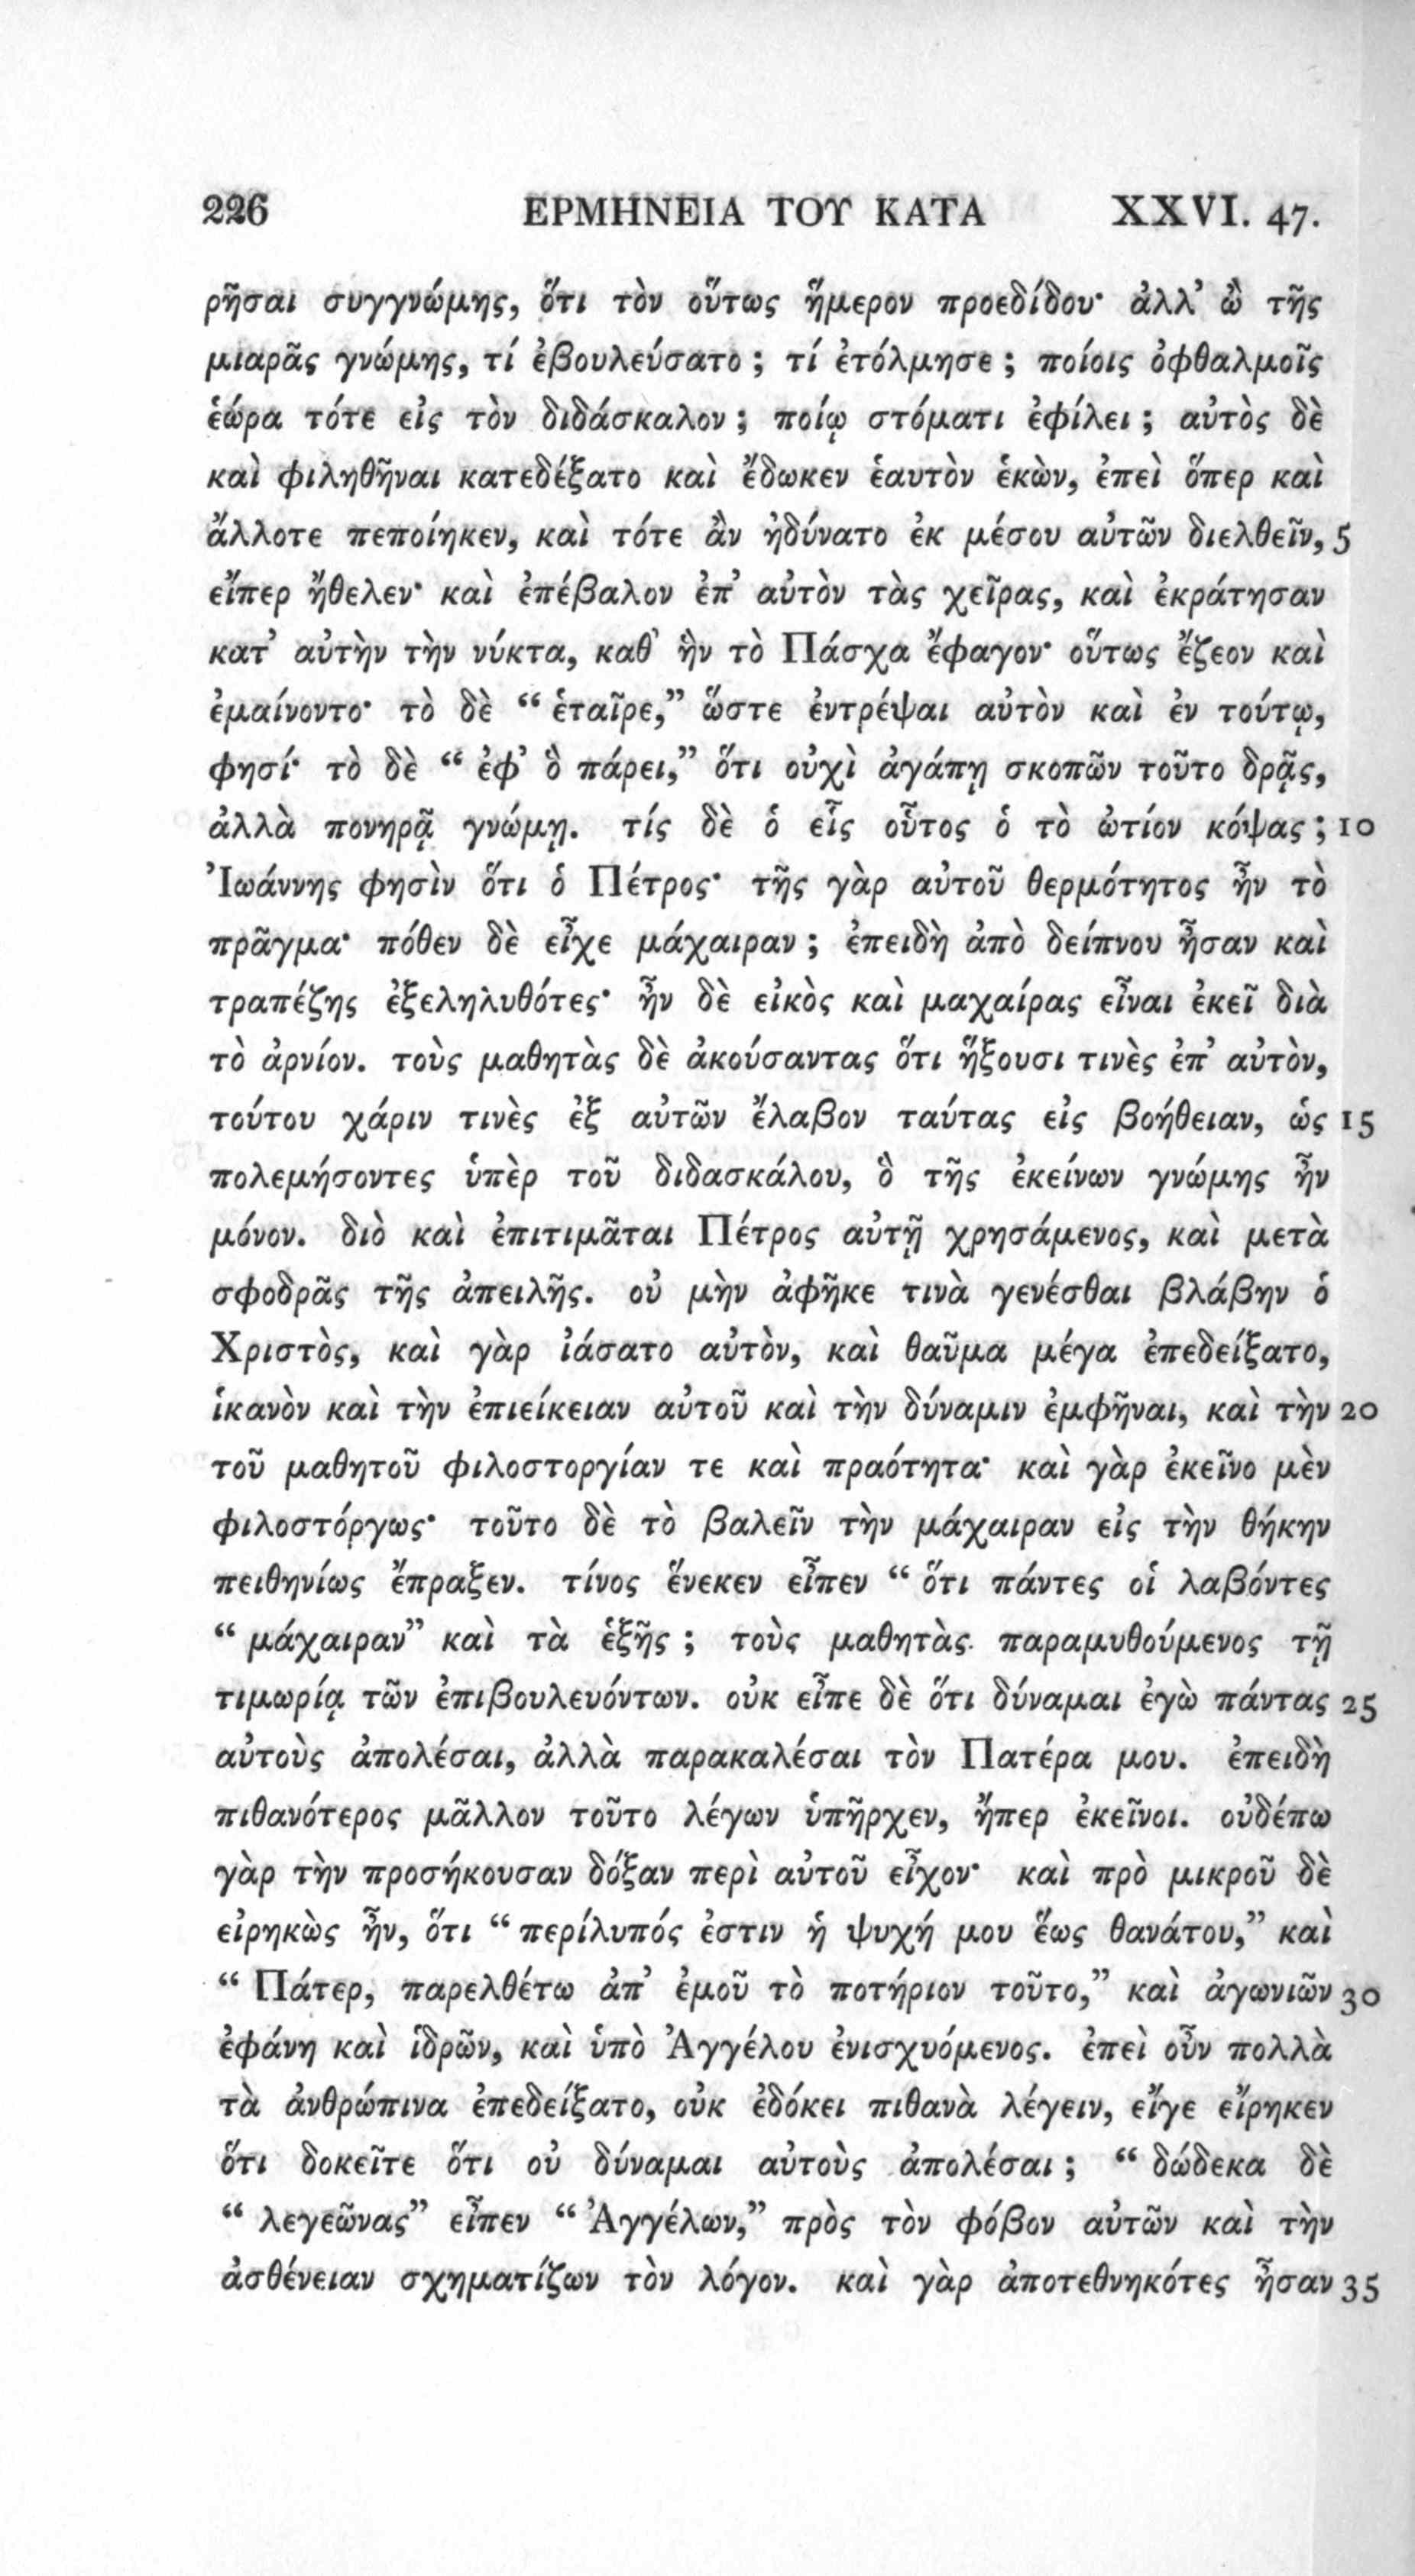 226 ΕΡΜΗΝΕΙΑ ΤΟΥ ΚΑΤΑ XXVI. 47.
ρῆσαι συγγνώμης, ὅτι τὸν οὕτως ἥμερον προεδίδου· ἀλλ’ ὢ τῆς
μιαρᾶς γνώμης, τί ἐβουλεύσατο ; τί ἐτόλμησε ; ποίοις ὀφθαλμοῖς
ἑώρα τότε εἰς τὸν διδάσκαλον ; ποίῳ στόματι ἐφίλει ; αὐτὸς δὲ
καὶ φιληθῆναι κατεδέξατο καὶ ἔδωκεν ἑαυτὸν ἑκὼν, ἐπεὶ ὅπερ καὶ
ἄλλοτε πεποίηκεν, καὶ τότε ἂν ἠδύνατο ἐκ μέσου αὐτῶν διελθεῖν, 5
εἴπερ ἤθελεν· καὶ ἐπέβαλον ἐπ’ αὐτὸν τὰς χεῖρας, καὶ ἐκράτησαν
κατ’ αὐτὴν τὴν νύκτα, καθ’ ἣν τὸ Πάσχα ἔφαγον· οὕτως ἔζεον καὶ
ἐμαίνοντο· τὸ δὲ “ ἑταῖρε,” ὥστε ἐντρέψαι αὐτὸν καὶ ἐν τούτῳ,
φησί· τὸ δὲ “ ἐφ’ ὃ πάρει,” ὅτι οὐχὶ ἀγάπῃ σκοπῶν τοῦτο δρᾷς,
ἀλλὰ πονηρᾷ γνώμῃ. τίς δὲ ὁ εἷς οὗτος ὁ τὸ ὠτίον κόψας ; 10
Ἰωάννης φησὶν ὅτι ὁ Πέτρος· τῆς γὰρ αὐτοῦ θερμότητος ἦν τὸ
πρᾶγμα· πόθεν δὲ εἶχε μάχαιραν ; ἐπειδὴ ἀπὸ δείπνου ἦσαν καὶ
τραπέζης ἐξεληλυθότες· ἦν δὲ εἰκὸς καὶ μαχαίρας εἶναι ἐκεῖ διὰ
τὸ ἀρνίον. τοὺς μαθητὰς δὲ ἀκούσαντας ὅτι ἥξουσι τινὲς ἐπ’ αὐτὸν,
τούτου χάριν τινὲς ἐξ αὐτῶν ἔλαβον ταύτας εἰς βοήθειαν, ὡς 15
πολεμήσοντες ὑπὲρ τοῦ διδασκάλου, ὃ τῆς ἐκείνων γνώμης ἦν
μόνον. διὸ καὶ ἐπιτιμᾶται Πέτρος αὐτῇ χρησάμενος, καὶ μετὰ
σφοδρᾶς τῆς ἀπειλῆς. οὐ μὴν ἀφῆκε τινὰ γενέσθαι βλάβην ὁ
Χριστὸς, καὶ γὰρ ἰάσατο αὐτὸν, καὶ θαῦμα μέγα ἐπεδείξατο,
ἱκανὸν καὶ τὴν ἐπιείκειαν αὐτοῦ καὶ τὴν δύναμιν ἐμφῆναι, καὶ τὴν 20
τοῦ μαθητοῦ φιλοστοργίαν τε καὶ πραότητα· καὶ γὰρ ἐκεῖνο μὲν
φιλοστόργως· τοῦτο δὲ τὸ βαλεῖν τὴν μάχαιραν εἰς τὴν θήκην
πειθηνίως ἔπραξεν. τίνος ἕνεκεν εἶπεν “ ὅτι πάντες οἱ λαβόντες
“ μάχαιραν” καὶ τὰ ἑξῆς ; τοὺς μαθητὰς παραμυθούμενος τῇ
τιμωρίᾳ τῶν ἐπιβουλευόντων. οὐκ εἶπε δὲ ὅτι δύναμαι ἐγὼ πάντας 25
αὐτοὺς ἀπολέσαι, ἀλλὰ παρακαλέσαι τὸν Πατέρα μου. ἐπειδὴ
πιθανότερος μᾶλλον τοῦτο λέγων ὑπῆρχεν, ἤπερ ἐκεῖνοι. οὐδέπω
γὰρ τὴν προσήκουσαν δόξαν περὶ αὐτοῦ εἶχον· καὶ πρὸ μικροῦ δὲ
εἰρηκὼς ἦν, ὅτι “ περίλυπός ἐστιν ἡ ψυχή μου ἕως θανάτου,” καὶ
“ Πάτερ, παρελθέτω ἀπ’ ἐμοῦ τὸ ποτήριον τοῦτο,” καὶ ἀγωνιῶν 30
ἐφάνη καὶ ἱδρῶν, καὶ ὑπὸ Ἀγγέλου ἐνισχυόμενος. ἐπεὶ οὖν πολλὰ
τὰ ἀνθρώπινα ἐπεδείξατο, οὐκ ἐδόκει πιθανὰ λέγειν, εἴγε εἴρηκεν
ὅτι δοκεῖτε ὅτι οὐ δύναμαι αὐτοὺς ἀπολέσαι ; “ δώδεκα δὲ
“ λεγεῶνας” εἶπεν “ Ἀγγέλων,” πρὸς τὸν φόβον αὐτῶν καὶ τὴν
ἀσθένειαν σχηματίζων τὸν λόγον. καὶ γὰρ ἀποτεθνηκότες ἦσαν 35